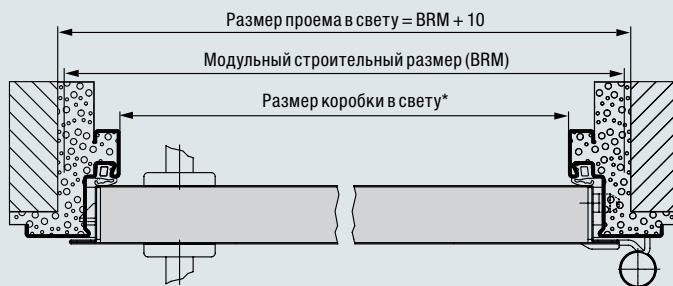 Размер проема в свету = BRM + 10
Модульный строительный размер (BRM)
Размер коробки в свету*